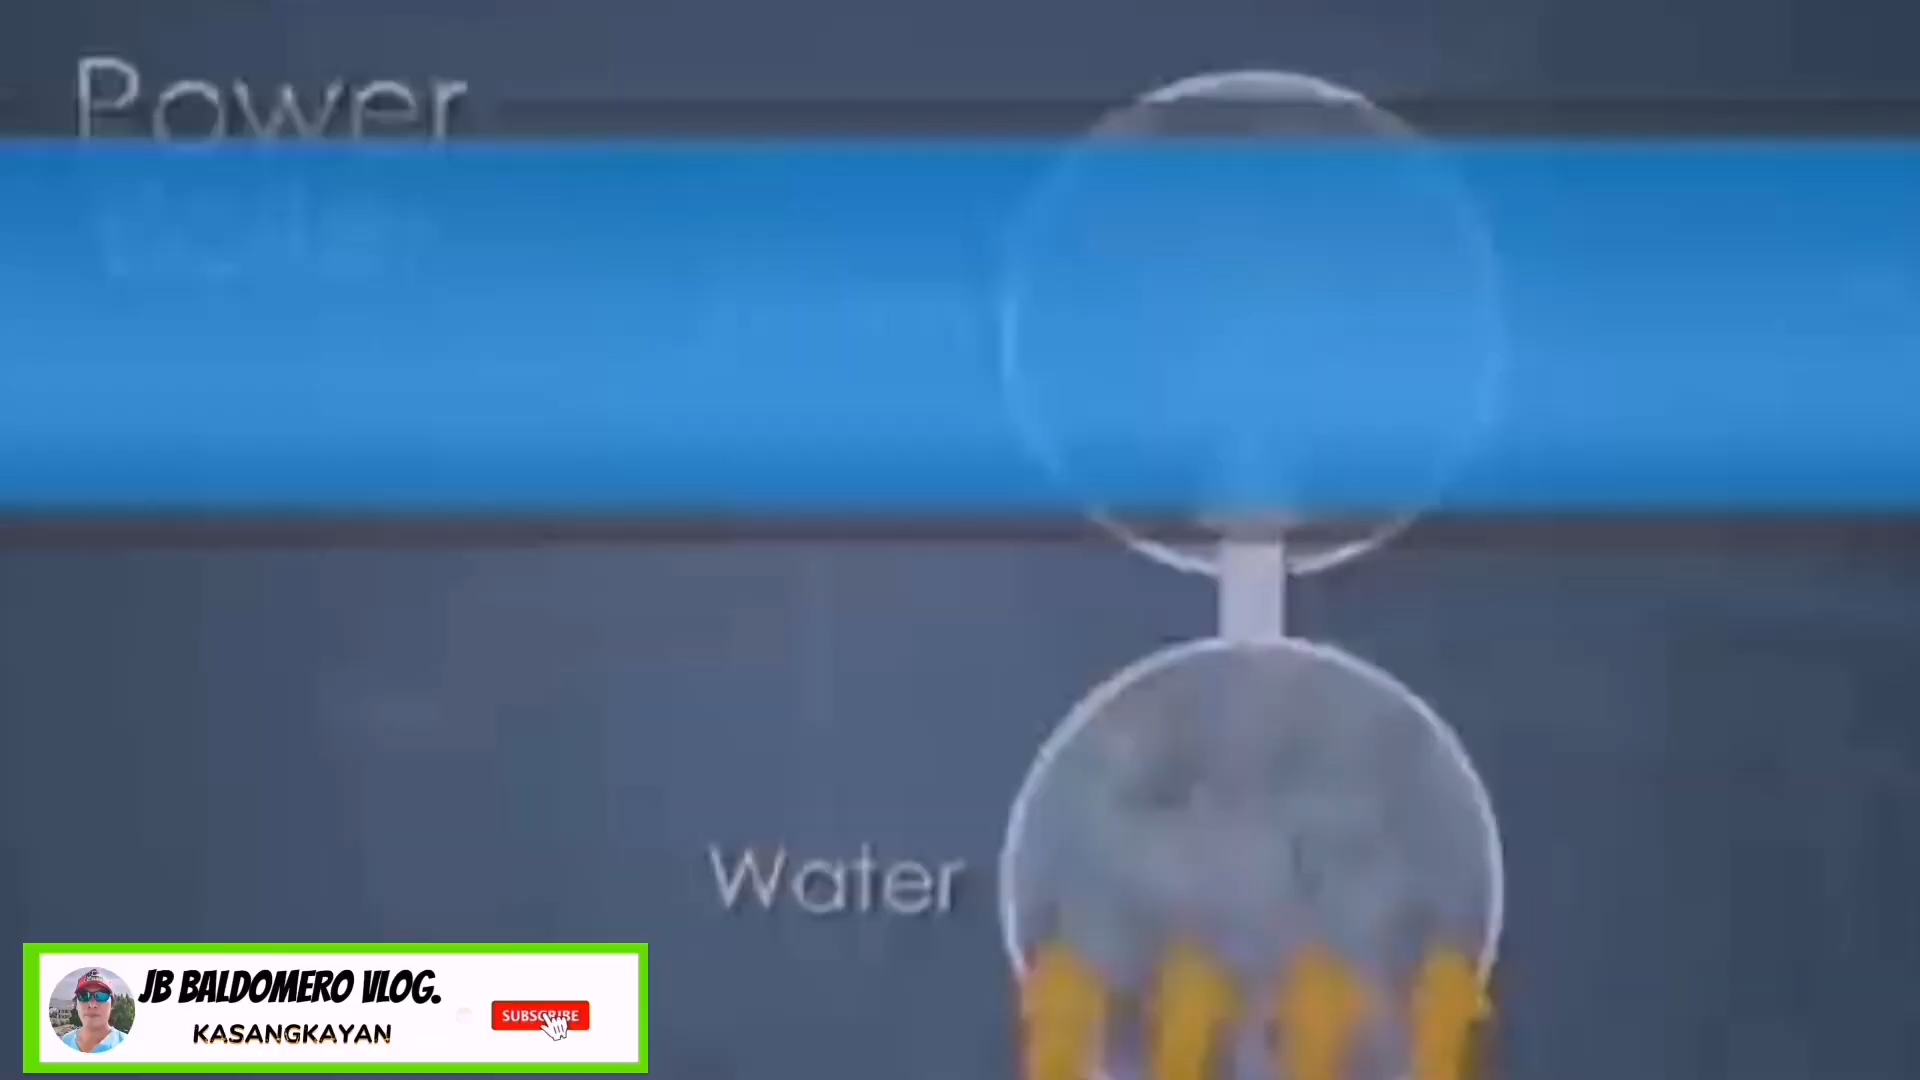 Power
Water
JB BALDOMERO VLOG.
KASANGKAYAN
SUBSCRIBE